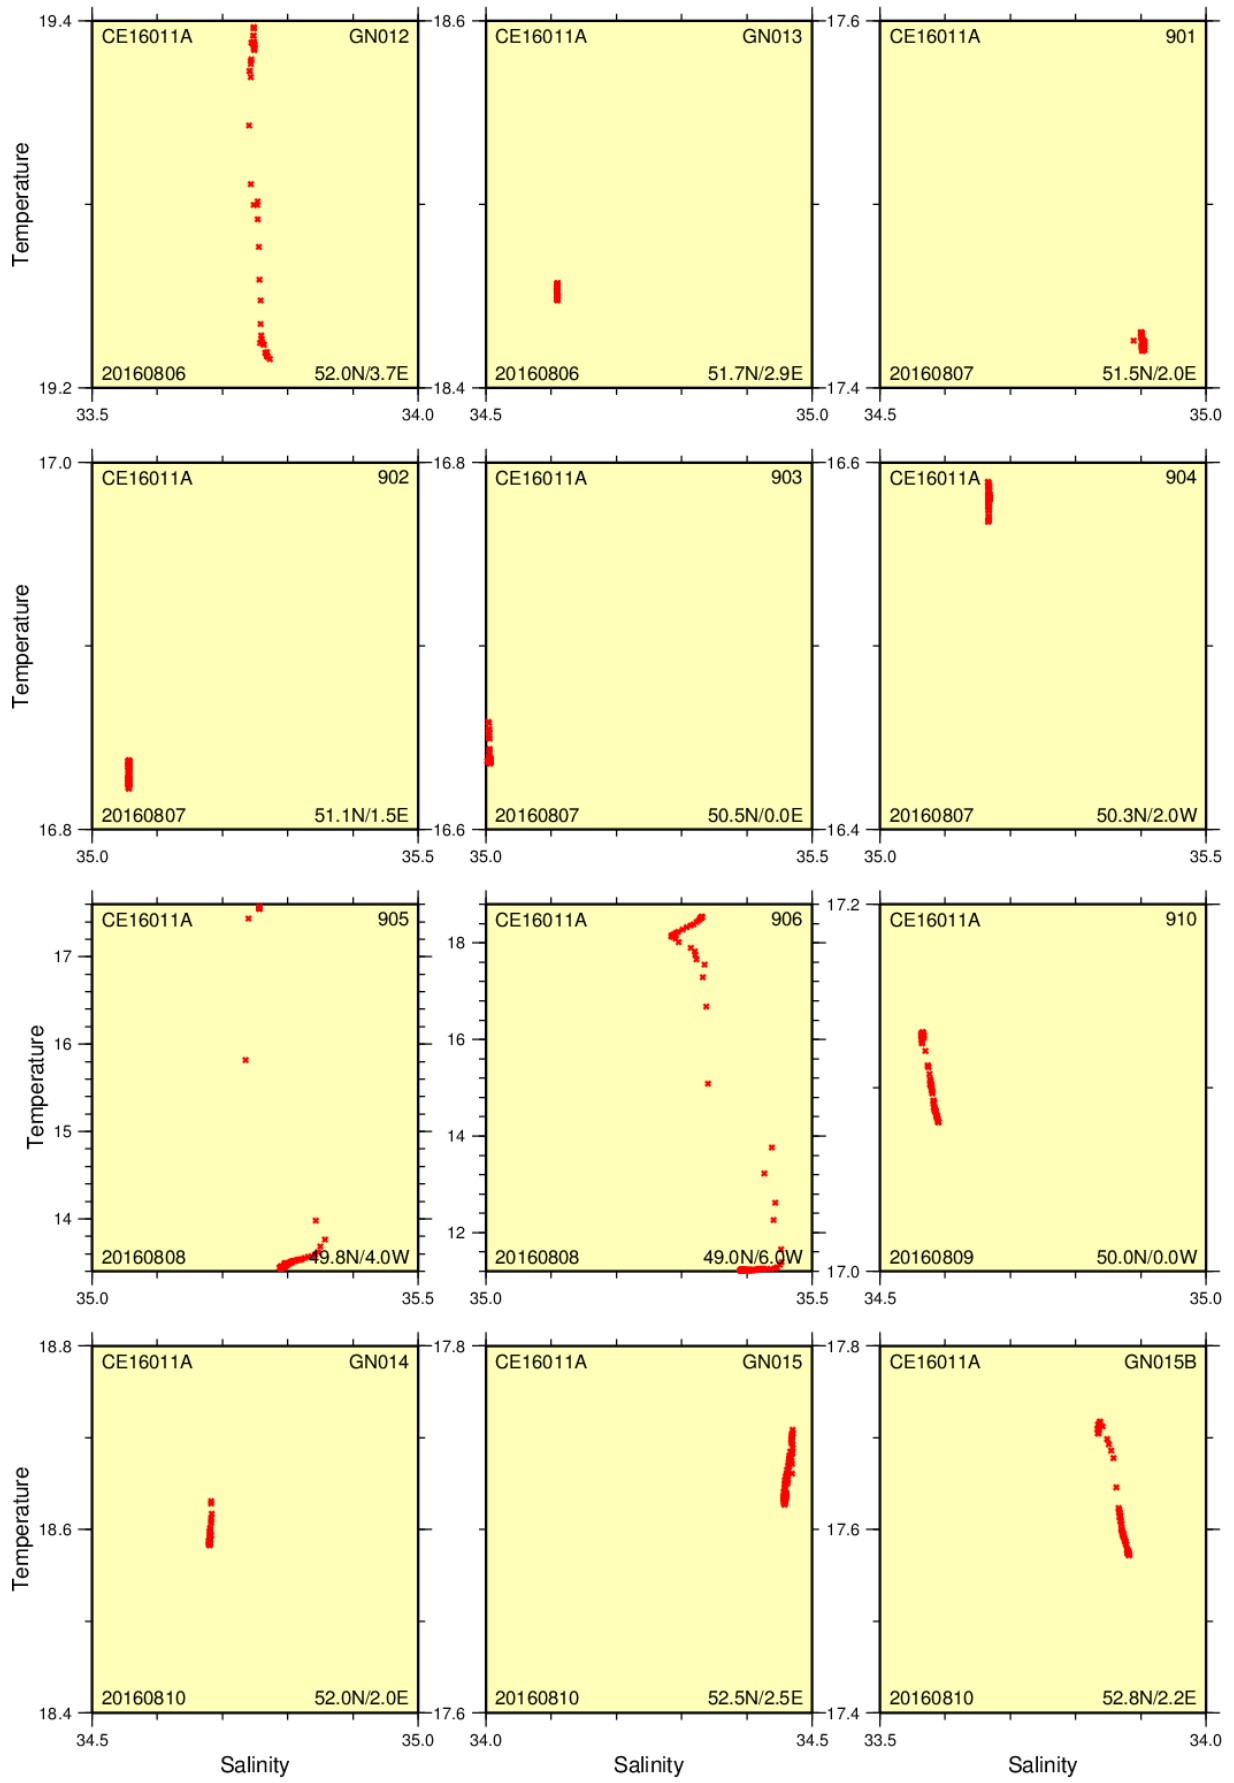 19.4
CE16011A GN012
Temperature
20160806 52.0N/3.7E
19.2
33.5 34.0
18.6
CE16011A GN013
20160806 51.7N/2.9E
18.4
34.5 35.0
17.6
CE16011A 901
20160807 51.5N/2.0E
17.4
34.5 35.0
17.0
CE16011A 902
Temperature
20160807 51.1N/1.5E
16.8
35.0 35.5
16.8
CE16011A 903
20160807 50.5N/0.0E
16.6
35.0 35.5
16.6
CE16011A 904
20160807 50.3N/2.0W
16.4
35.0 35.5
CE16011A 905
17
16
Temperature
15
14
20160808 49.8N/4.0W
35.0 35.5
CE16011A 906
18
16
14
12
20160808 49.0N/6.0W
35.0 35.5
17.2
CE16011A 910
20160809 50.0N/0.0W
17.0
34.5 35.0
18.8
CE16011A GN014
18.6
Temperature
20160810 52.0N/2.0E
18.4
34.5 35.0
Salinity
17.8
CE16011A GN015
20160810 52.5N/2.5E
17.6
34.0 34.5
Salinity
17.8
CE16011A GN015B
17.6
20160810 52.8N/2.2E
17.4
33.5 34.0
Salinity